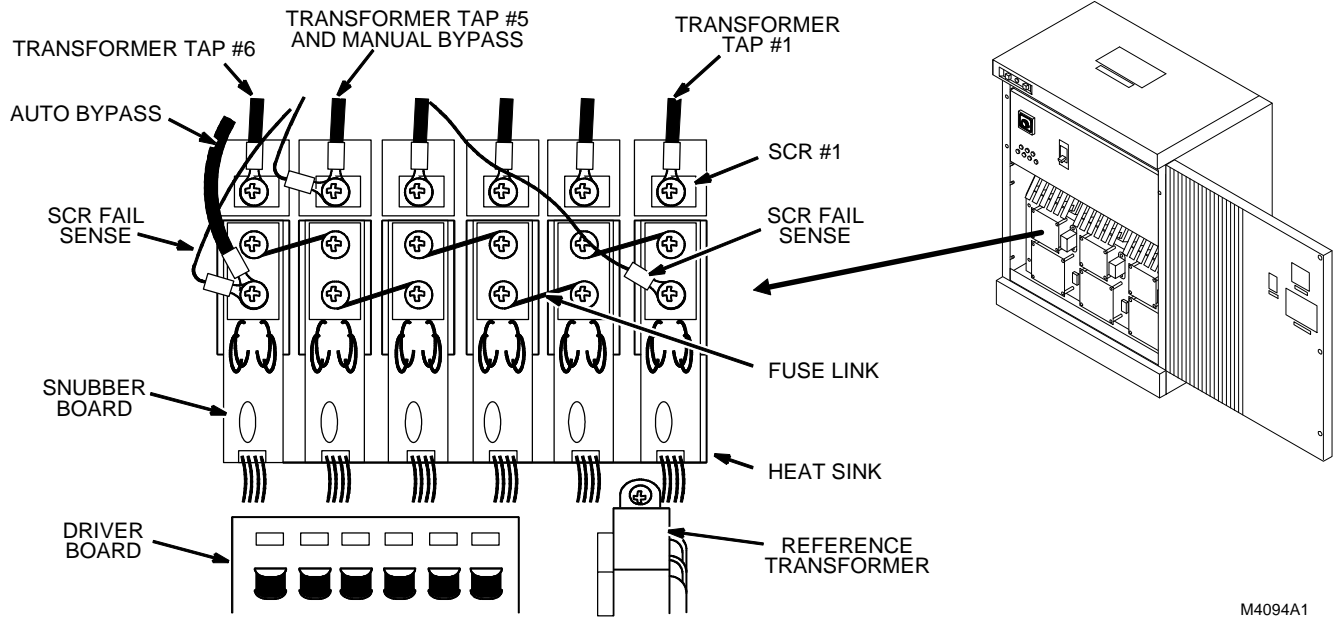 TRANSFORMER TAP #6
TRANSFORMER TAP #5
AND MANUAL BYPASS
TRANSFORMER
TAP #1
AUTO BYPASS
SCR #1
SCR FAIL
SENSE
SCR FAIL
SENSE
FUSE LINK
SNUBBER
BOARD
HEAT SINK
DRIVER
BOARD
REFERENCE
TRANSFORMER
M4094A1